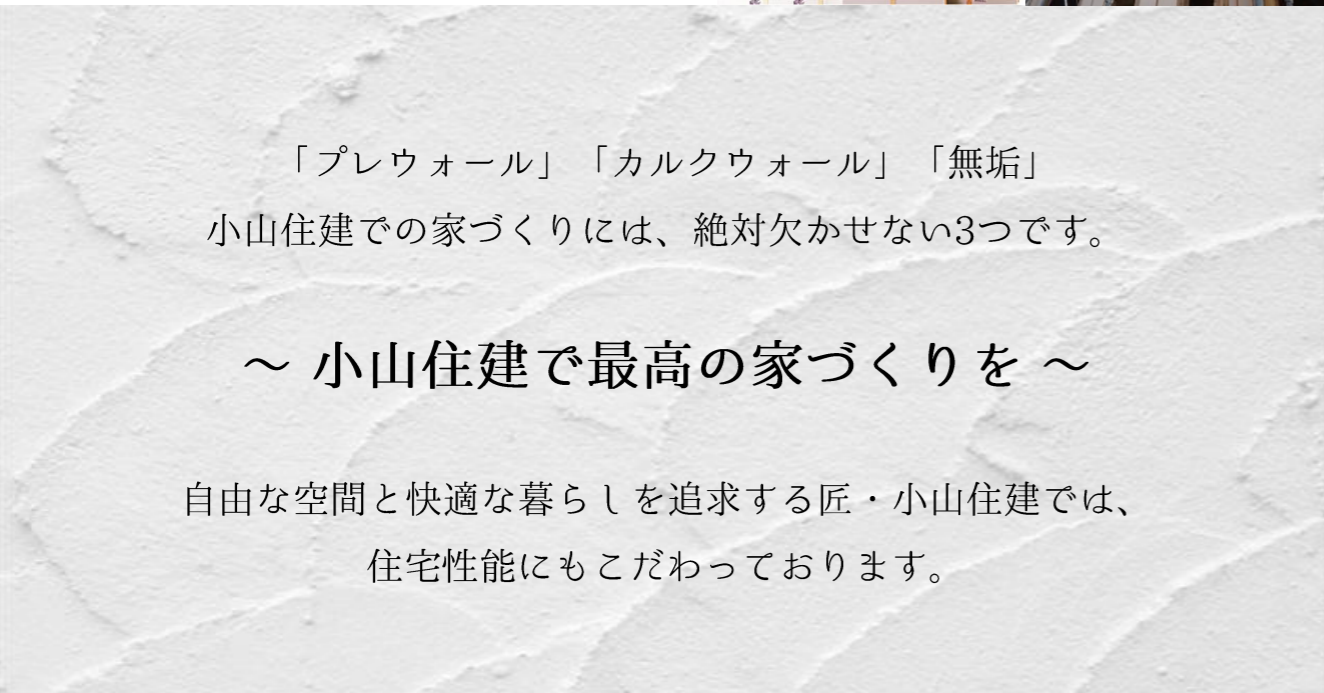 「プレウォール」「カルクウォール」「無垢」
小山住建での家づくりには、絶対欠かせない3つです。
～ 小山住建で最高の家づくりを ～
自由な空間と快適な暮らしを追求する匠・小山住建では、
住宅性能にもこだわっております。